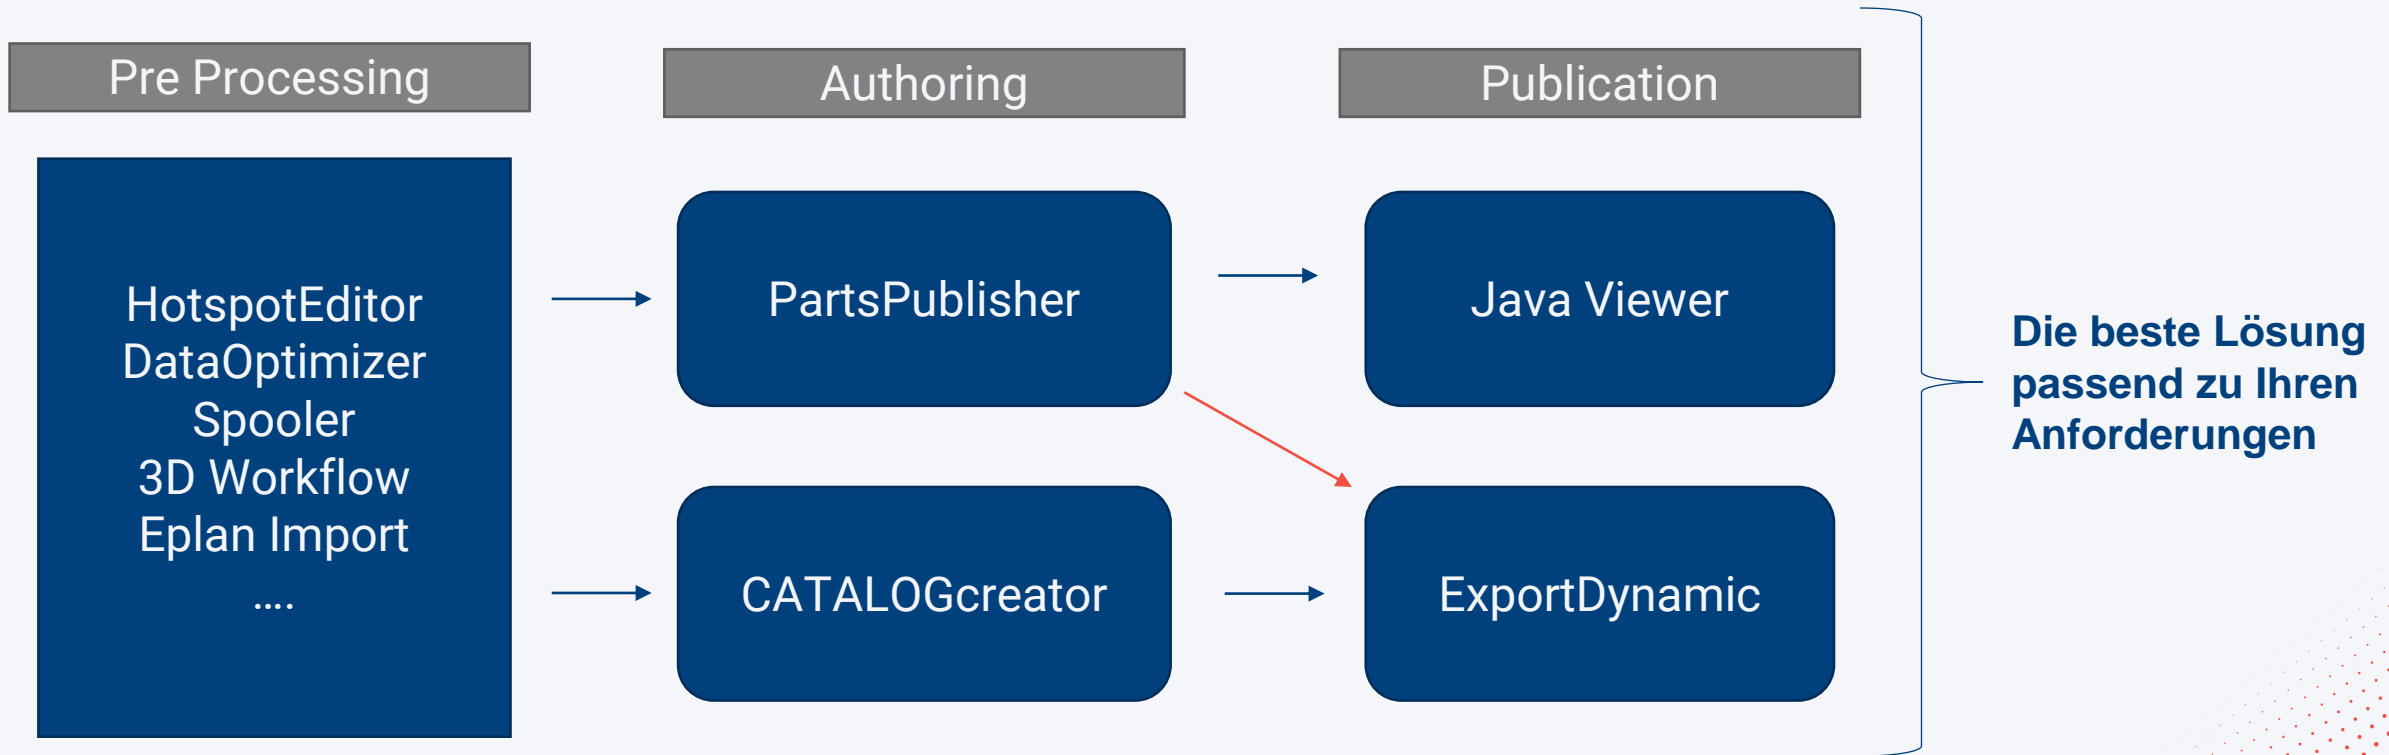 Pre Processing
Authoring
Publication
HotspotEditor
DataOptimizer
Spooler
3D Workflow
Eplan Import
....
PartsPublisher
Java Viewer
CATALOGcreator
ExportDynamic
Die beste Lösung
passend zu Ihren
Anforderungen